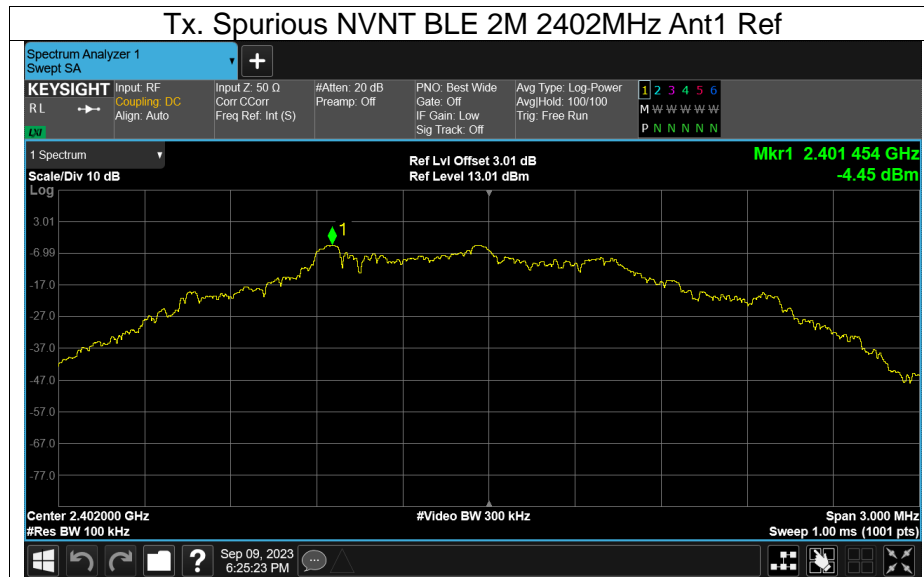 Tx. Spurious NVNT BLE 2M 2402MHz Ant1 Ref
Spectrum Analyzer 1
Swept SA
+
KEYSIGHT
RL
LXI
Input: RF
Coupling: DC
Align: Auto
Input Z: 50 Ω
Corr CCorr
Freq Ref: Int (S)
#Atten: 20 dB
Preamp: Off
PNO: Best Wide
Gate: Off
IF Gain: Low
Sig Track: Off
Avg Type: Log-Power
Avg|Hold: 100/100
Trig: Free Run
1 2 3 4 5 6
M W W W W W
P N N N N N
1 Spectrum
Scale/Div 10 dB
Log
Ref Lvl Offset 3.01 dB
Ref Level 13.01 dBm
Mkr1 2.401 454 GHz
-4.45 dBm
1
3.01
-6.99
-17.0
-27.0
-37.0
-47.0
-57.0
-67.0
-77.0
Center 2.402000 GHz
#Res BW 100 kHz
#Video BW 300 kHz
Span 3.000 MHz
Sweep 1.00 ms (1001 pts)
?
Sep 09, 2023
6:25:23 PM